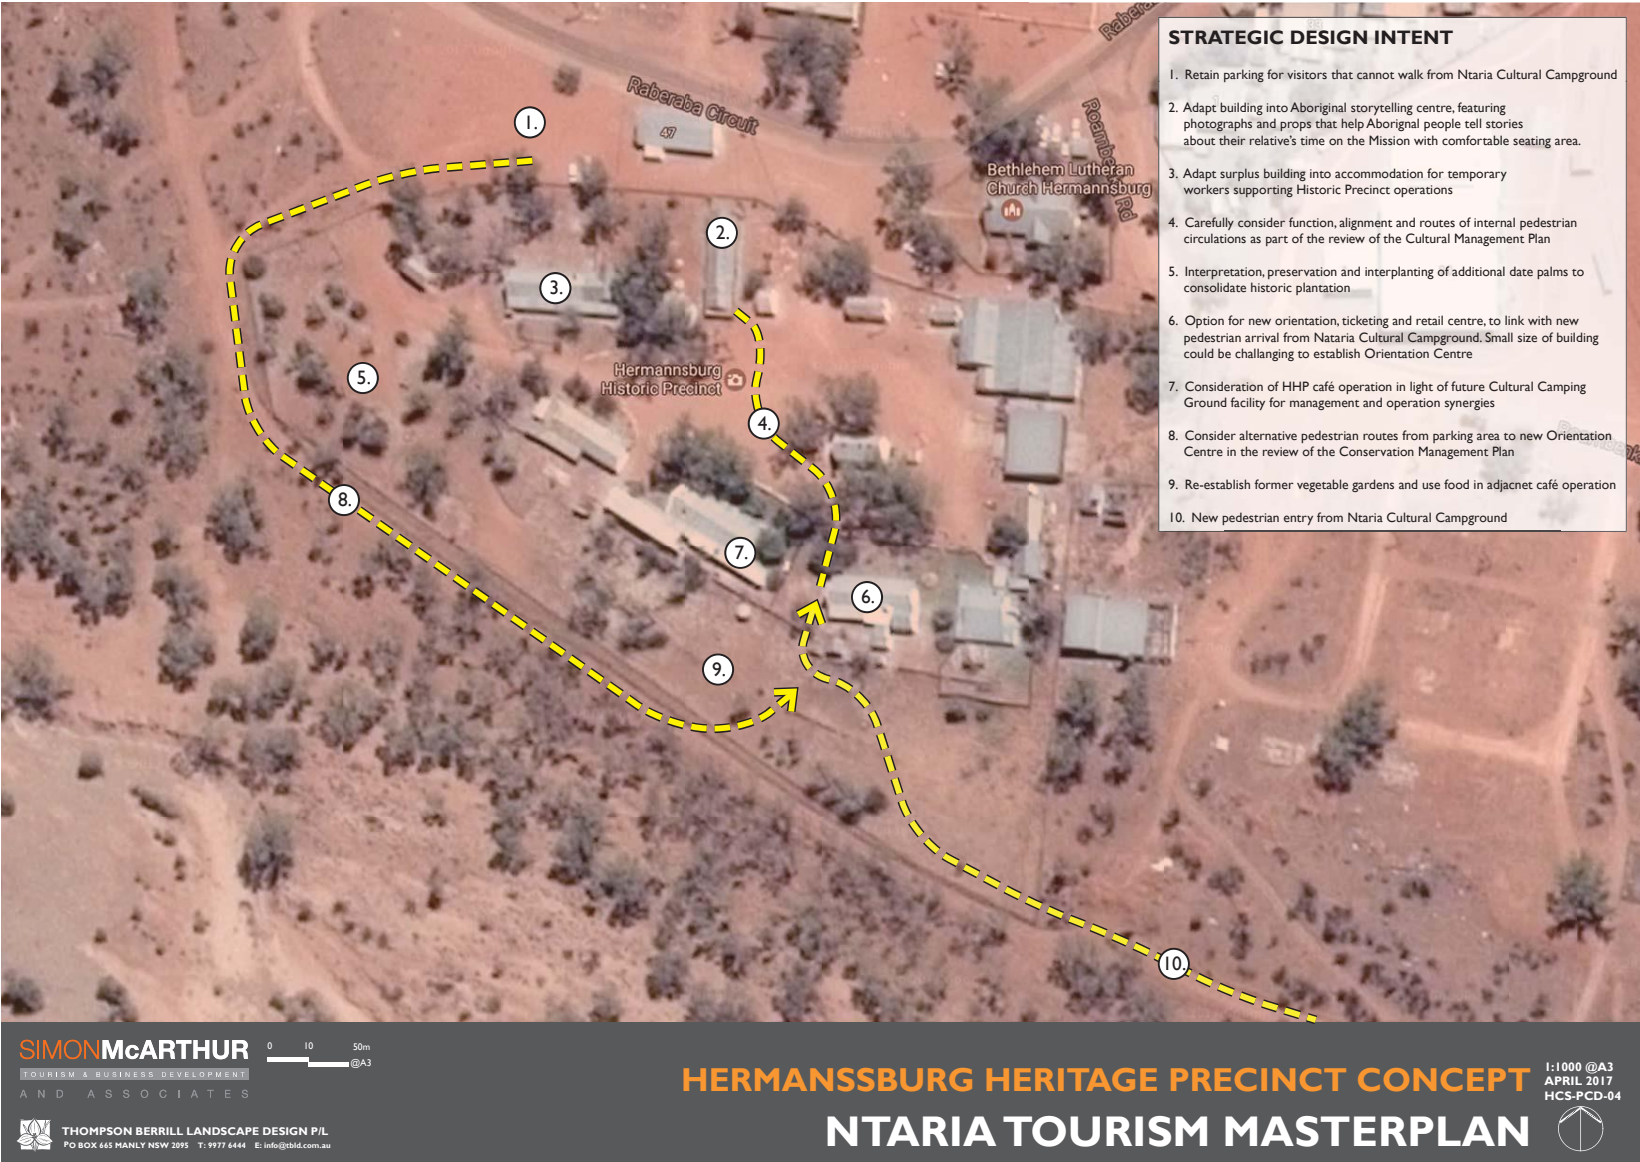 Raberaba Circuit
Roamberg Rd
47
Bethlehem Lutheran
Church Hermannsburg
Hermannsburg
Historic Precinct
1.
2.
3.
4.
5.
6.
7.
8.
9.
10.
STRATEGIC DESIGN INTENT
1. Retain parking for visitors that cannot walk from Ntaria Cultural Campground
2. Adapt building into Aboriginal storytelling centre, featuring
photographs and props that help Aborignal people tell stories
about their relative's time on the Mission with comfortable seating area.
3. Adapt surplus building into accommodation for temporary
workers supporting Historic Precinct operations
4. Carefully consider function, alignment and routes of internal pedestrian
circulations as part of the review of the Cultural Management Plan
5. Interpretation, preservation and interplanting of additional date palms to
consolidate historic plantation
6. Option for new orientation, ticketing and retail centre, to link with new
pedestrian arrival from Nataria Cultural Campground. Small size of building
could be challanging to establish Orientation Centre
7. Consideration of HHP café operation in light of future Cultural Camping
Ground facility for management and operation synergies
8. Consider alternative pedestrian routes from parking area to new Orientation
Centre in the review of the Conservation Management Plan
9. Re-establish former vegetable gardens and use food in adjacnet café operation
10. New pedestrian entry from Ntaria Cultural Campground
SIMONMcARTHUR
TOURISM & BUSINESS DEVELOPMENT
AND ASSOCIATES
0 10 50m
@A3
THOMPSON BERRILL LANDSCAPE DESIGN P/L
PO BOX 665 MANLY NSW 2095 T: 9977 6444 E: info@tbld.com.au
HERMANSSBURG HERITAGE PRECINCT CONCEPT
NTARIA TOURISM MASTERPLAN
1:1000 @A3
APRIL 2017
HCS-PCD-04